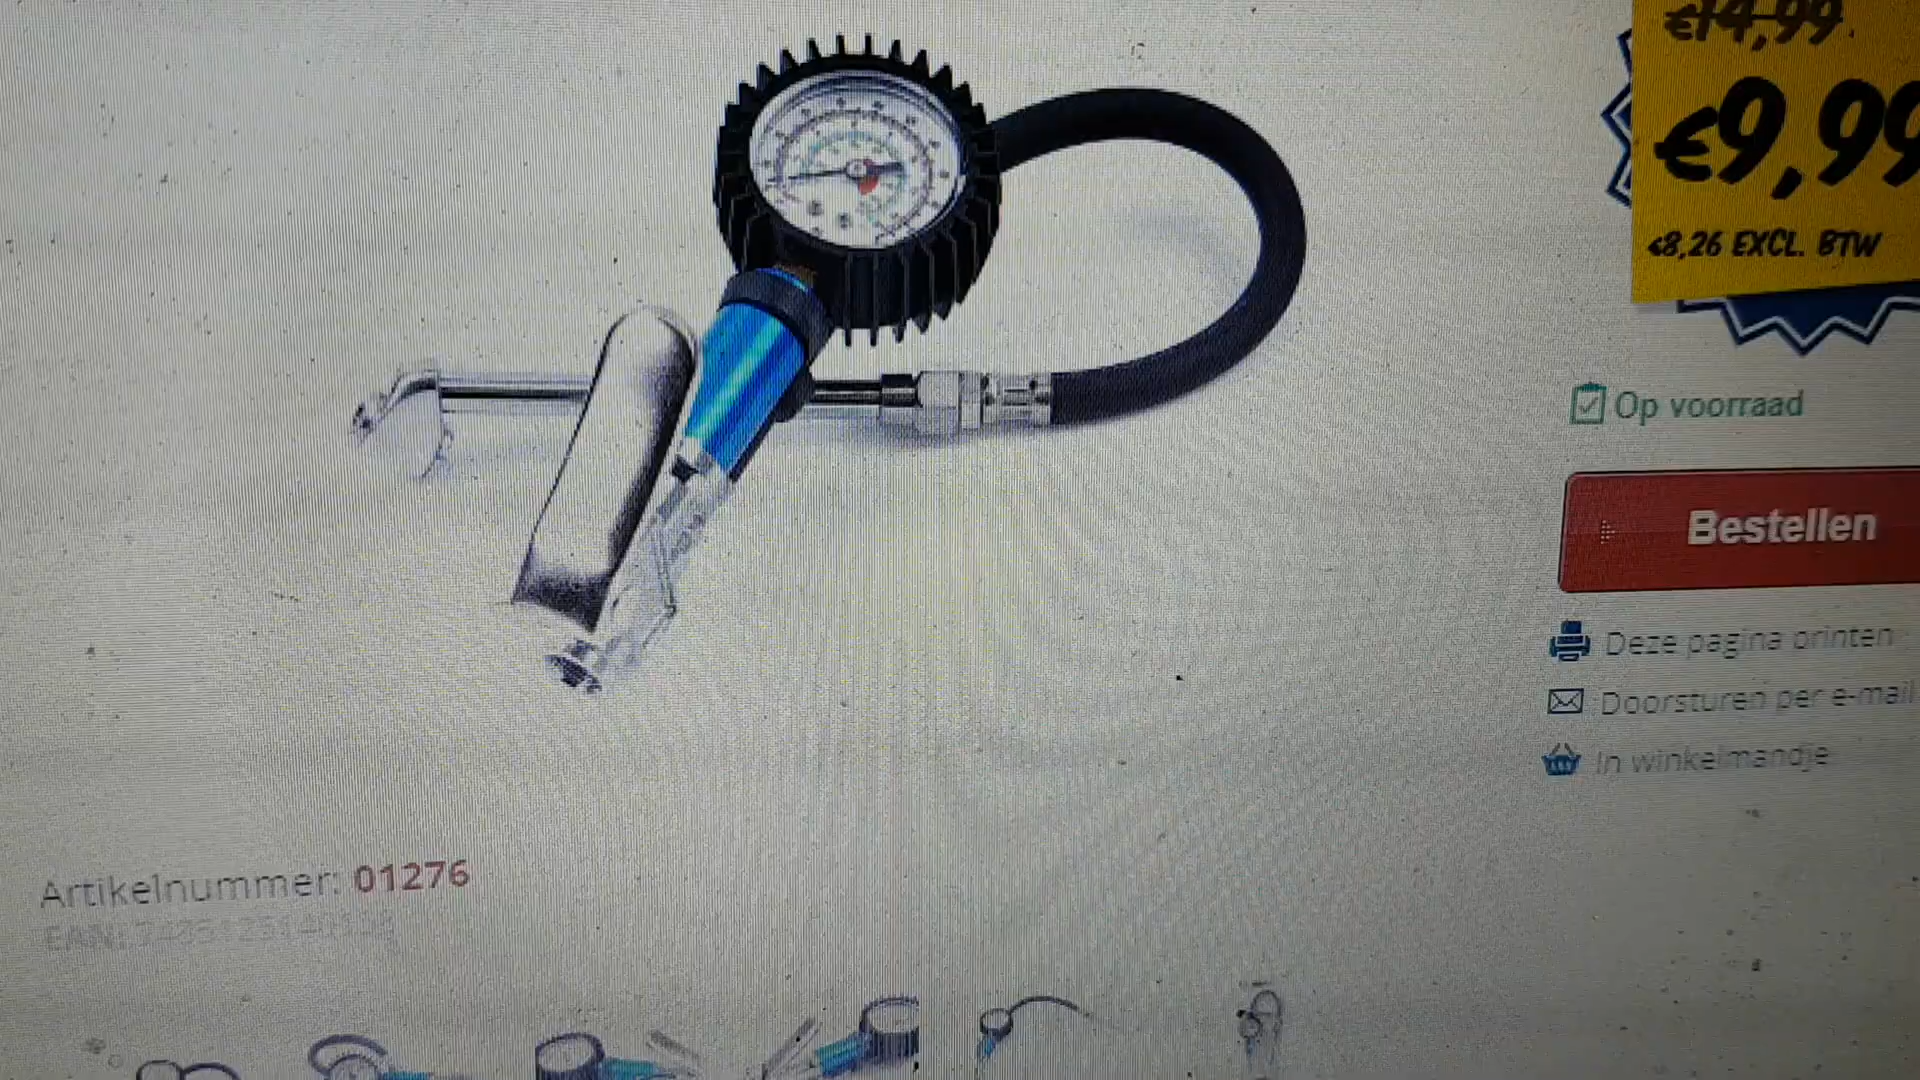 €14,99
€9,99
€8,26 EXCL. BTW
Op voorraad
Bestellen
Deze pagina printen
Doorsturen per e-mail
In winkelmandje
Artikelnummer: 01276
EAN: